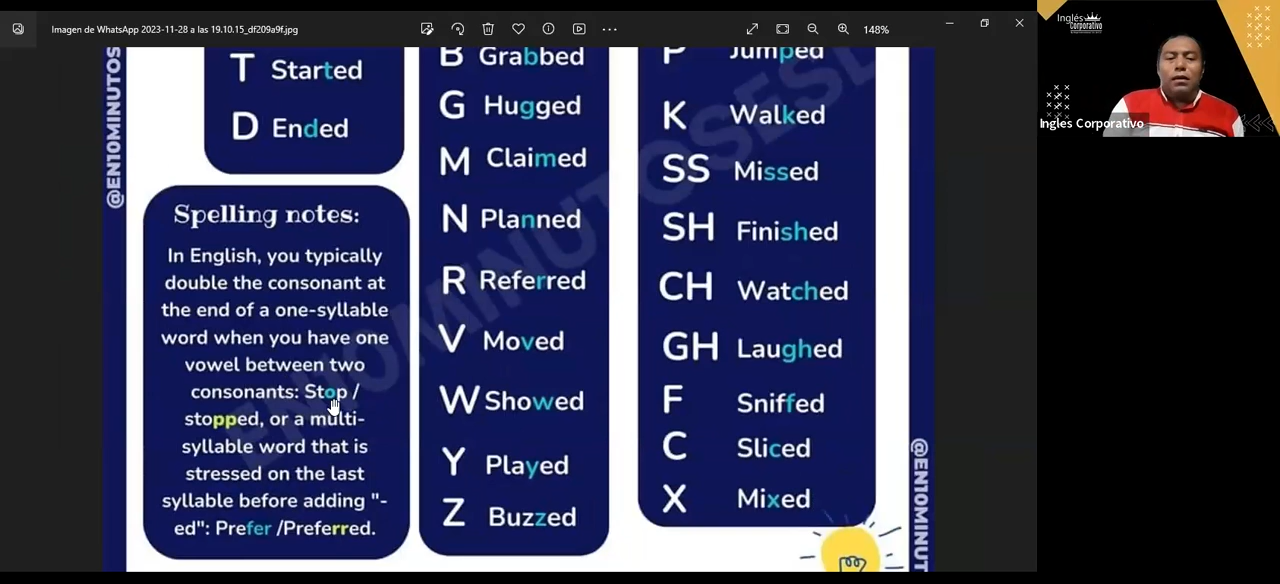 Imagen de WhatsApp 2023-11-28 a las 19.10.15_df209a9f.jpg
148%
Inglés
Corporativo
Ingles Corporativo
@EN10MINUTOS
T Started
D Ended
Spelling notes:
In English, you typically
double the consonant at
the end of a one-syllable
word when you have one
vowel between two
consonants: Stop /
stopped, or a multi-
syllable word that is
stressed on the last
syllable before adding "-
ed": Prefer /Preferred.
B Grabbed
G Hugged
M Claimed
N Planned
R Referred
V Moved
W Showed
Y Played
Z Buzzed
P Jumped
K Walked
SS Missed
SH Finished
CH Watched
GH Laughed
F Sniffed
C Sliced
X Mixed
@EN10MINUT
EN10MINUTOSESL